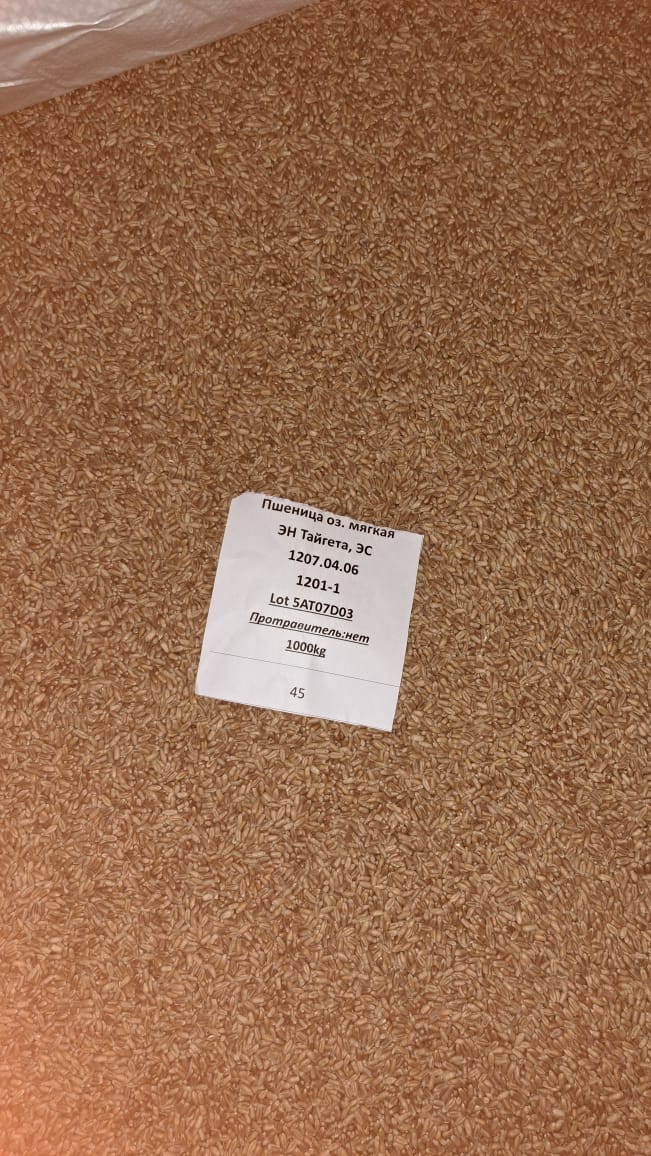 Пшеница оз. мягкая
ЭН Тайгета, ЭС
1207.04.06
1201-1
Lot 5AT07D03
Протравитель:нет
1000kg
45